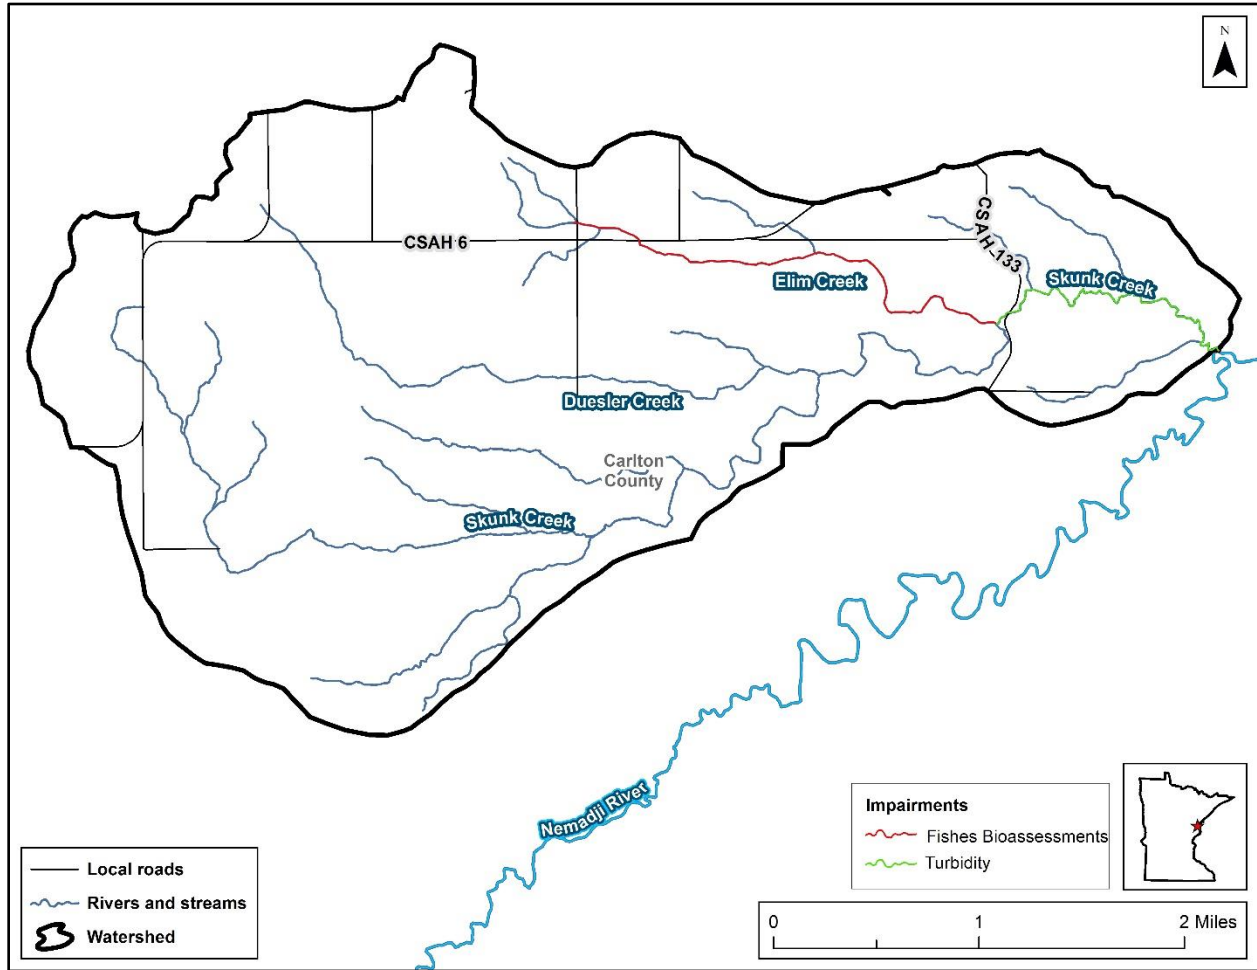 N
CSAH 6
CSAH 133
Elim Creek
Skunk Creek
Duesler Creek
Carlton
County
Skunk Creek
Nemadji River
Local roads
Rivers and streams
Watershed
Impairments
Fishes Bioassessments
Turbidity
0 1 2 Miles